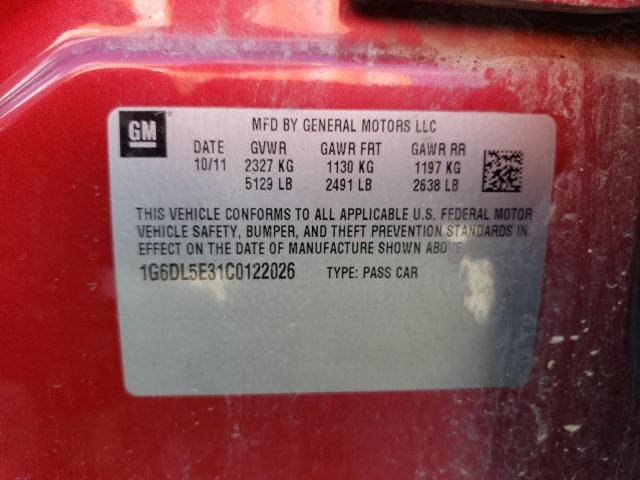 GM
MFD BY GENERAL MOTORS LLC
DATE GVWR GAWR FRT GAWR RR
10/11 2327 KG 1130 KG 1197 KG
5129 LB 2491 LB 2638 LB
THIS VEHICLE CONFORMS TO ALL APPLICABLE U.S. FEDERAL MOTOR
VEHICLE SAFETY, BUMPER, AND THEFT PREVENTION STANDARDS IN
EFFECT ON THE DATE OF MANUFACTURE SHOWN ABOVE.
1G6DL5E31C0122026 TYPE: PASS CAR